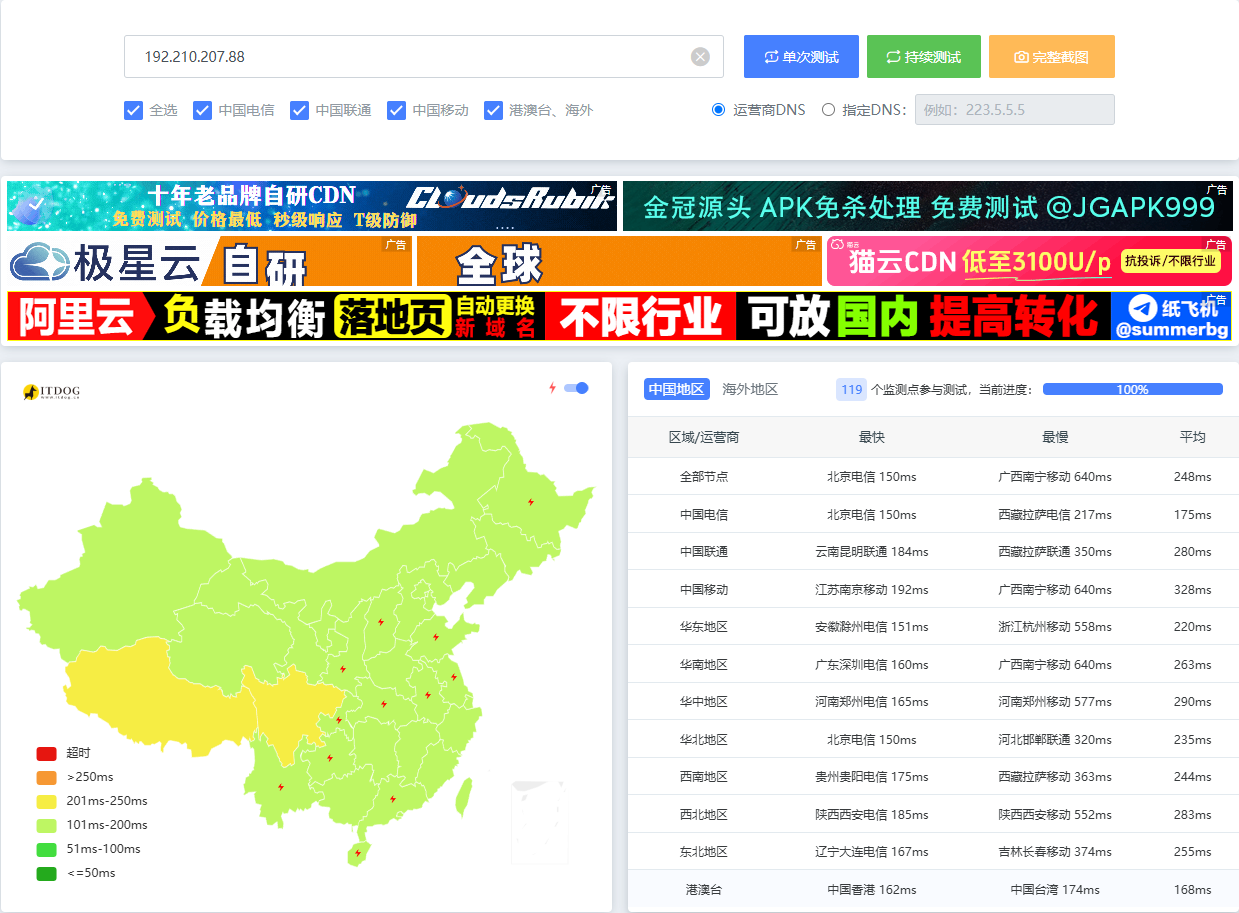 192.210.207.88
单次测试 持续测试 完整截图
全选 中国电信 中国联通 中国移动 港澳台、海外 运营商DNS 指定DNS： 例如：223.5.5.5
十年老品牌自研CDN
免费测试 价格最低 秒级响应 T级防御
CloudsRubik
广告
金冠源头 APK免杀处理 免费测试 @JGAPK999
广告
极星云 自研
广告
全球
广告
猫云
猫云CDN 低至3100U/p 抗投诉/不限行业
广告
阿里云 负载均衡 落地页 自动更换
新域名
不限行业 可放国内 提高转化 纸飞机
@summerbg
广告
ITDOG
www.itdog.cn
超时
>250ms
201ms-250ms
101ms-200ms
51ms-100ms
<=50ms
中国地区 海外地区 119 个监测点参与测试，当前进度： 100%
区域/运营商 最快 最慢 平均
全部节点 北京电信 150ms 广西南宁移动 640ms 248ms
中国电信 北京电信 150ms 西藏拉萨电信 217ms 175ms
中国联通 云南昆明联通 184ms 西藏拉萨联通 350ms 280ms
中国移动 江苏南京移动 192ms 广西南宁移动 640ms 328ms
华东地区 安徽滁州电信 151ms 浙江杭州移动 558ms 220ms
华南地区 广东深圳电信 160ms 广西南宁移动 640ms 263ms
华中地区 河南郑州电信 165ms 河南郑州移动 577ms 290ms
华北地区 北京电信 150ms 河北邯郸联通 320ms 235ms
西南地区 贵州贵阳电信 175ms 西藏拉萨移动 363ms 244ms
西北地区 陕西西安电信 185ms 陕西西安移动 552ms 283ms
东北地区 辽宁大连电信 167ms 吉林长春移动 374ms 255ms
港澳台 中国香港 162ms 中国台湾 174ms 168ms